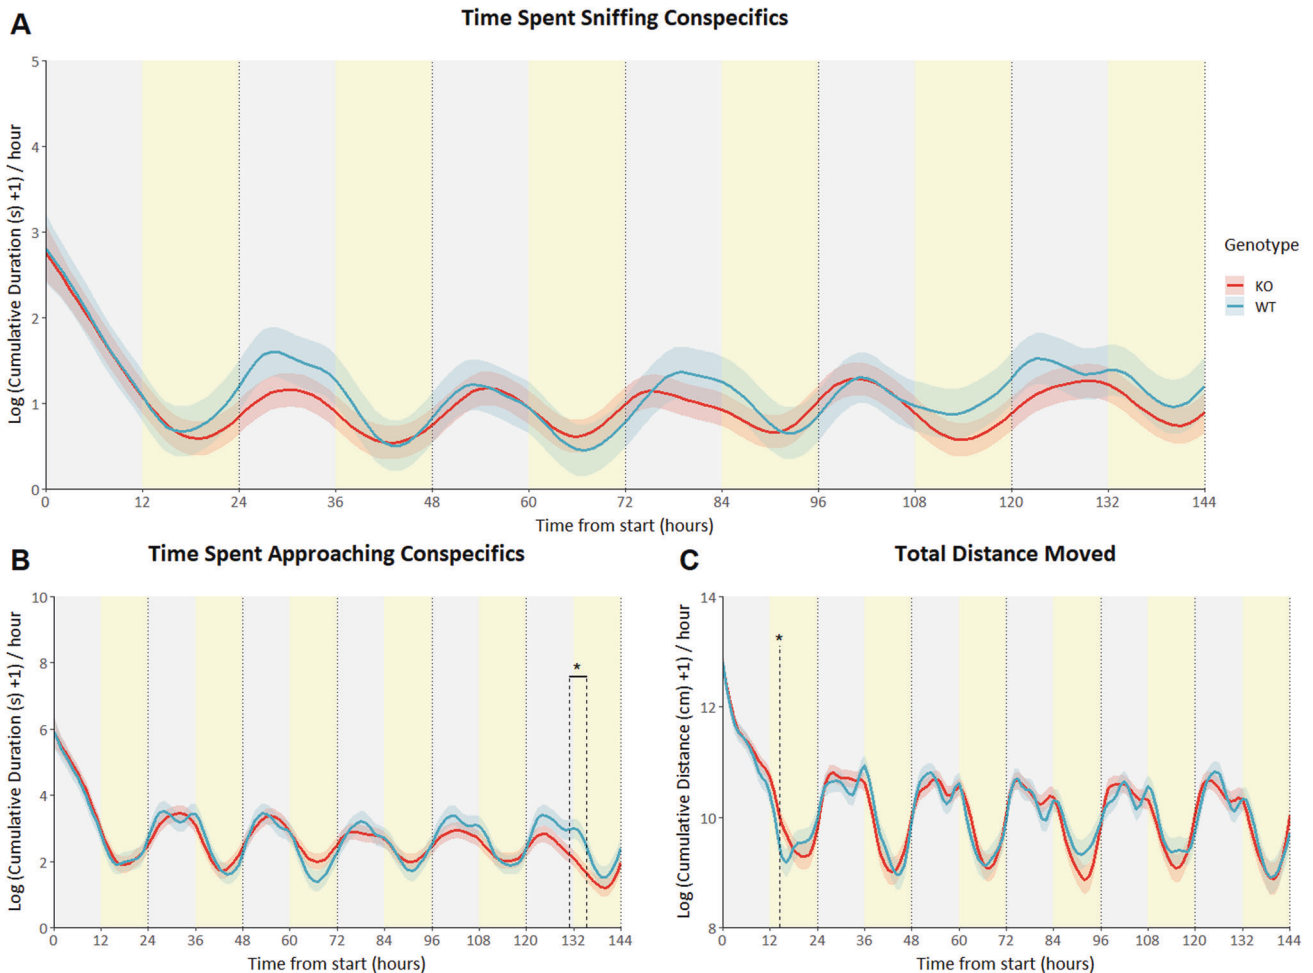 A
Time Spent Sniffing Conspecifics
Log (Cumulative Duration (s) +1) / hour
5
4
3
2
1
0
0 12 24 36 48 60 72 84 96 108 120 132 144
Time from start (hours)
Genotype
KO
WT
B
Time Spent Approaching Conspecifics
Log (Cumulative Duration (s) +1) / hour
10
8
6
4
2
0
*
0 12 24 36 48 60 72 84 96 108 120 132 144
Time from start (hours)
C
Total Distance Moved
Log (Cumulative Distance (cm) +1) / hour
14
12
10
8
*
0 12 24 36 48 60 72 84 96 108 120 132 144
Time from start (hours)